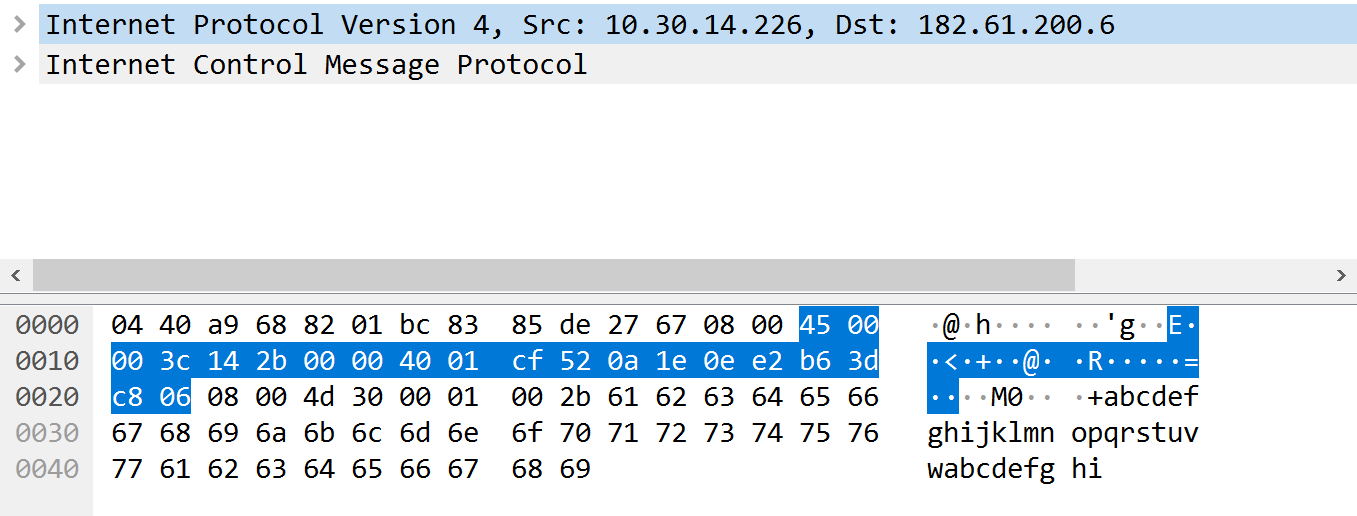 Internet Protocol Version 4, Src: 10.30.14.226, Dst: 182.61.200.6
Internet Control Message Protocol
0000 04 40 a9 68 82 01 bc 83 85 de 27 67 08 00 45 00 ·@·h···· ··'g··E·
0010 00 3c 14 2b 00 00 40 01 cf 52 0a 1e 0e e2 b6 3d ·<·+··@· ·R·····=
0020 c8 06 08 00 4d 30 00 01 00 2b 61 62 63 64 65 66 ····M0·· ·+abcdef
0030 67 68 69 6a 6b 6c 6d 6e 6f 70 71 72 73 74 75 76 ghijklmn opqrstuv
0040 77 61 62 63 64 65 66 67 68 69 wabcdefg hi